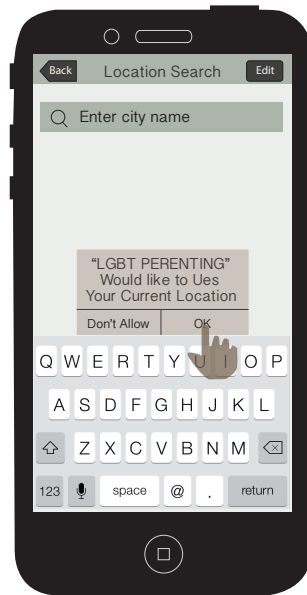 Back Location Search Edit
Enter city name
“LGBT PERENTING”
Would like to Ues
Your Current Location
Don't Allow OK
Q W E R T Y U I O P
A S D F G H J K L
Z X C V B N M
123 space @ . return